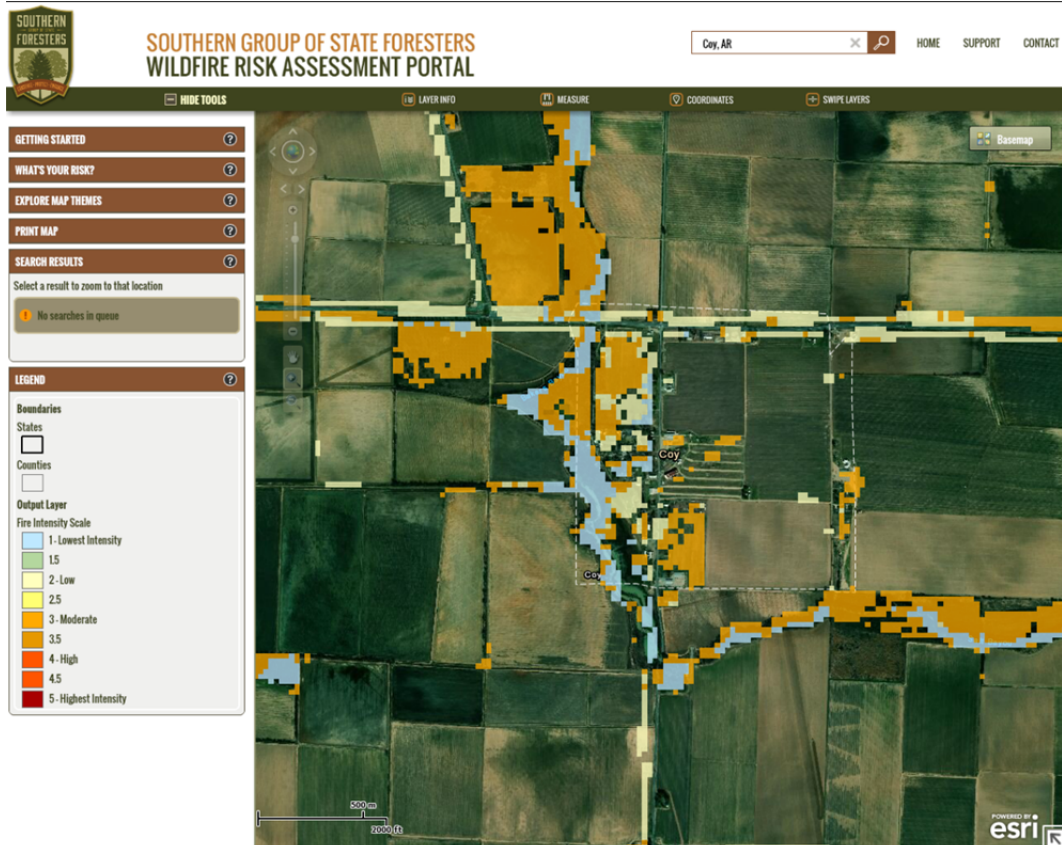 SOUTHERN
GROUP OF STATE
FORESTERS
SOUTHERN GROUP OF STATE FORESTERS
WILDFIRE RISK ASSESSMENT PORTAL
Coy, AR
HOME SUPPORT CONTACT
HIDE TOOLS LAYER INFO MEASURE COORDINATES SWIPE LAYERS
GETTING STARTED ?
WHAT'S YOUR RISK? ?
EXPLORE MAP THEMES ?
PRINT MAP ?
SEARCH RESULTS ?
Select a result to zoom to that location
! No searches in queue
LEGEND ?
Boundaries
States
Counties
Output Layer
Fire Intensity Scale
1 - Lowest Intensity
1.5
2 - Low
2.5
3 - Moderate
3.5
4 - High
4.5
5 - Highest Intensity
Basemap
Coy
Coy
500 m
2000 ft
POWERED BY
esri